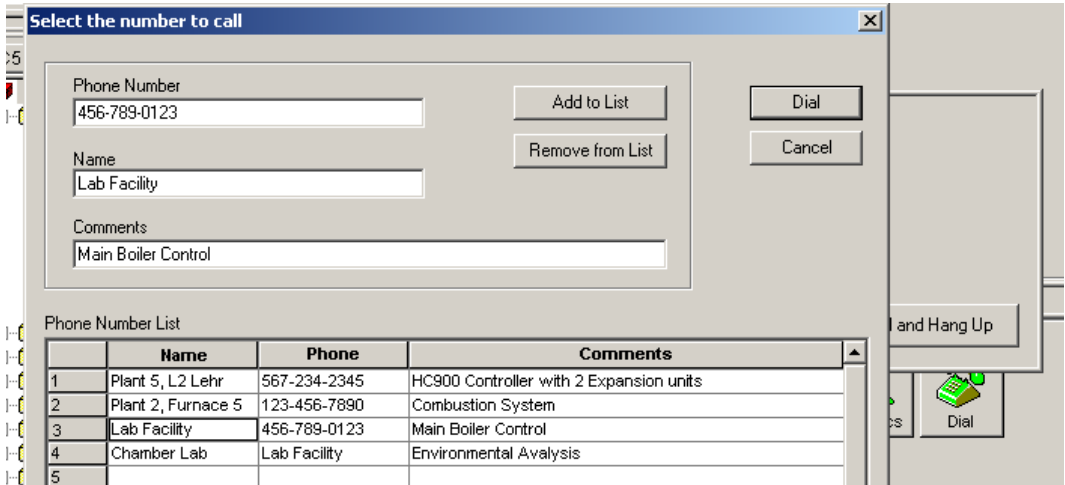 Select the number to call
Phone Number
456-789-0123
Add to List
Dial
Remove from List
Cancel
Name
Lab Facility
Comments
Main Boiler Control
Phone Number List
and Hang Up
Name Phone Comments
1 Plant 5, L2 Lehr 567-234-2345 HC900 Controller with 2 Expansion units
2 Plant 2, Furnace 5 123-456-7890 Combustion System
3 Lab Facility 456-789-0123 Main Boiler Control
4 Chamber Lab Lab Facility Environmental Avalysis
5
Dial